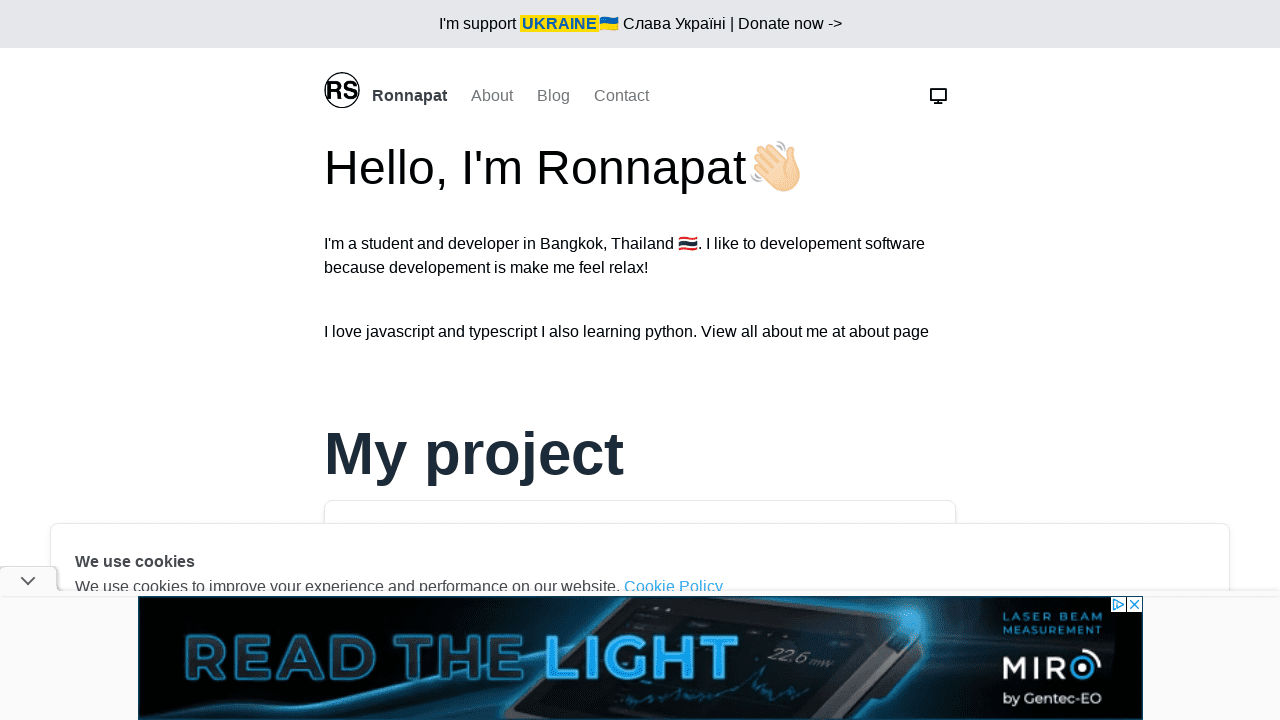 I'm support UKRAINE🇺🇦 Слава Україні | Donate now ->
RS Ronnapat About Blog Contact
Hello, I'm Ronnapat👋🏻
I'm a student and developer in Bangkok, Thailand 🇹🇭. I like to developement software
because developement is make me feel relax!
I love javascript and typescript I also learning python. View all about me at about page
My project
We use cookies
We use cookies to improve your experience and performance on our website. Cookie Policy
READ THE LIGHT
22.6 mw
LASER BEAM
MEASUREMENT
MIRO
by Gentec-EO